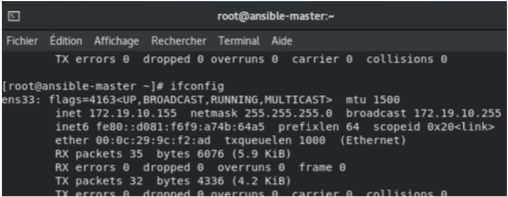 root@ansible-master:~
Fichier Édition Affichage Rechercher Terminal Aide
TX errors 0 dropped 0 overruns 0 carrier 0 collisions 0
[root@ansible-master ~]# ifconfig
ens33: flags=4163<UP,BROADCAST,RUNNING,MULTICAST> mtu 1500
inet 172.19.10.155 netmask 255.255.255.0 broadcast 172.19.10.255
inet6 fe80::d081:f6f9:a74b:64a5 prefixlen 64 scopeid 0x20<link>
ether 00:0c:29:9c:f2:ad txqueuelen 1000 (Ethernet)
RX packets 35 bytes 6076 (5.9 KiB)
RX errors 0 dropped 0 overruns 0 frame 0
TX packets 32 bytes 4336 (4.2 KiB)
TX errors 0 dropped 0 overruns 0 carrier 0 collisions 0